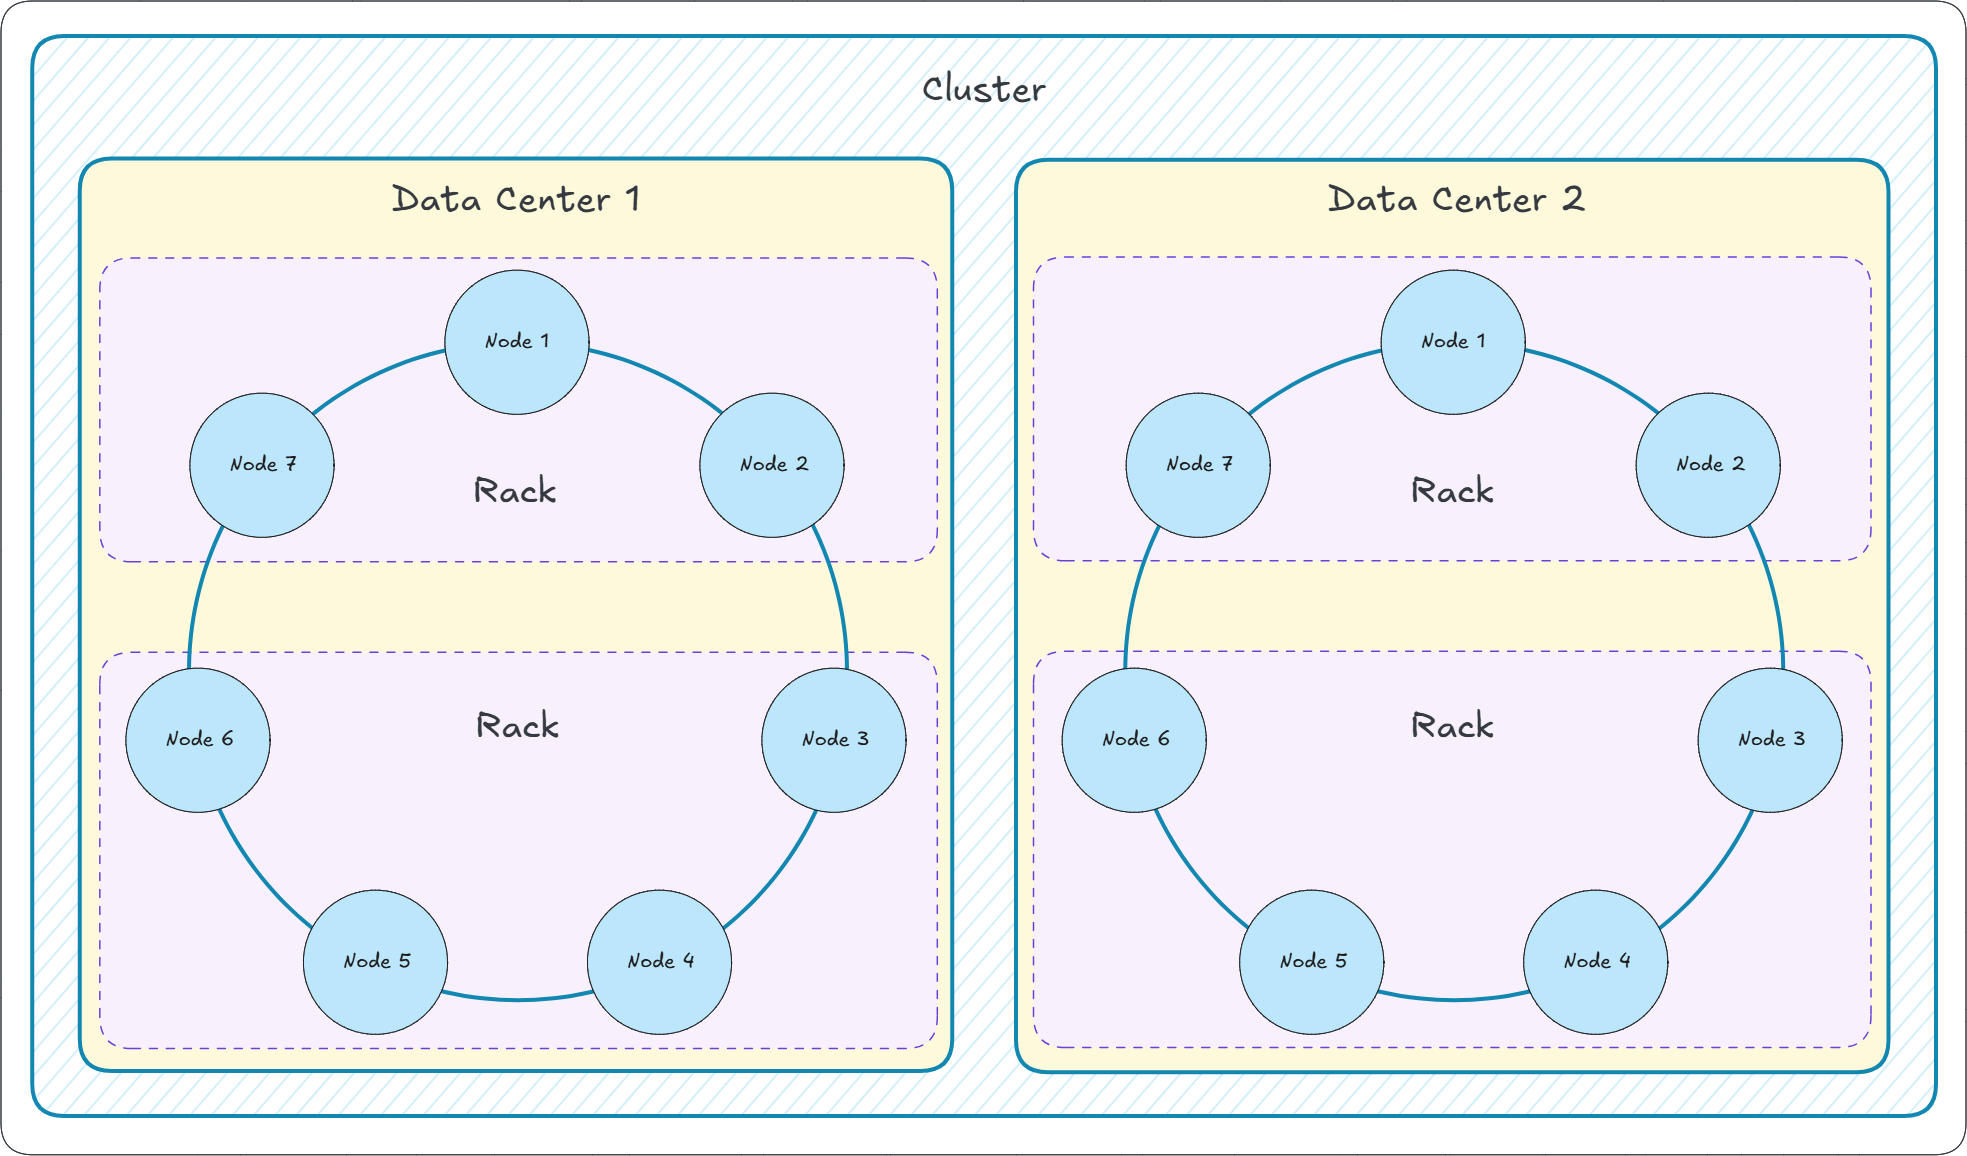 Cluster
Data Center 1
Node 1
Node 7
Node 2
Rack
Rack
Node 6
Node 3
Node 5
Node 4
Data Center 2
Node 1
Node 7
Node 2
Rack
Rack
Node 6
Node 3
Node 5
Node 4